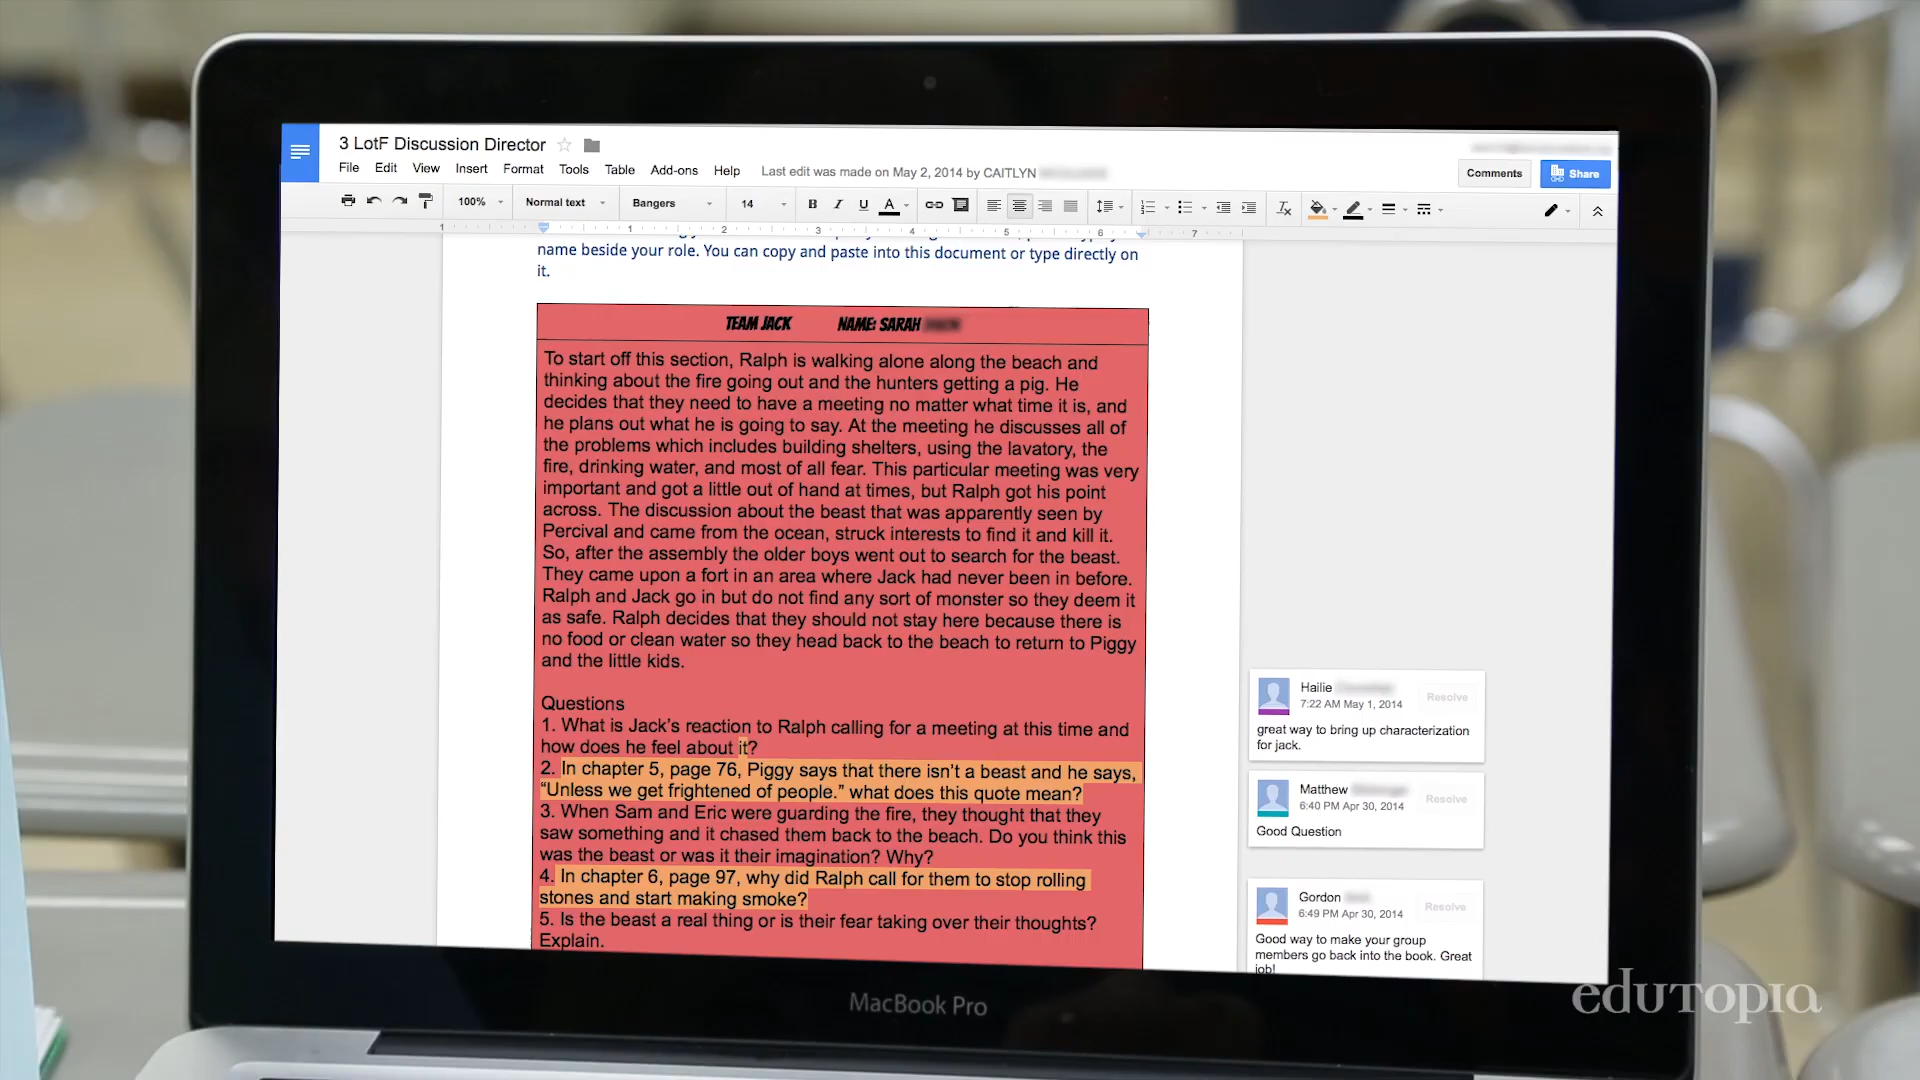 3 LotF Discussion Director
File Edit View Insert Format Tools Table Add-ons Help Last edit was made on May 2, 2014 by CAITLYN
Comments Share
100% Normal text Bangers 14 B I U A
1 1 2 3 4 5 6 7
name beside your role. You can copy and paste into this document or type directly on
it.
TEAM JACK NAME: SARAH
To start off this section, Ralph is walking alone along the beach and
thinking about the fire going out and the hunters getting a pig. He
decides that they need to have a meeting no matter what time it is, and
he plans out what he is going to say. At the meeting he discusses all of
the problems which includes building shelters, using the lavatory, the
fire, drinking water, and most of all fear. This particular meeting was very
important and got a little out of hand at times, but Ralph got his point
across. The discussion about the beast that was apparently seen by
Percival and came from the ocean, struck interests to find it and kill it.
So, after the assembly the older boys went out to search for the beast.
They came upon a fort in an area where Jack had never been in before.
Ralph and Jack go in but do not find any sort of monster so they deem it
as safe. Ralph decides that they should not stay here because there is
no food or clean water so they head back to the beach to return to Piggy
and the little kids.
Questions
1. What is Jack's reaction to Ralph calling for a meeting at this time and
how does he feel about it?
2. In chapter 5, page 76, Piggy says that there isn't a beast and he says,
“Unless we get frightened of people.” what does this quote mean?
3. When Sam and Eric were guarding the fire, they thought that they
saw something and it chased them back to the beach. Do you think this
was the beast or was it their imagination? Why?
4. In chapter 6, page 97, why did Ralph call for them to stop rolling
stones and start making smoke?
5. Is the beast a real thing or is their fear taking over their thoughts?
Explain.
Hailie
Resolve
7:22 AM May 1, 2014
great way to bring up characterization
for jack.
Matthew
Resolve
6:40 PM Apr 30, 2014
Good Question
Gordon
Resolve
6:49 PM Apr 30, 2014
Good way to make your group
members go back into the book. Great
job!
MacBook Pro
edutopia